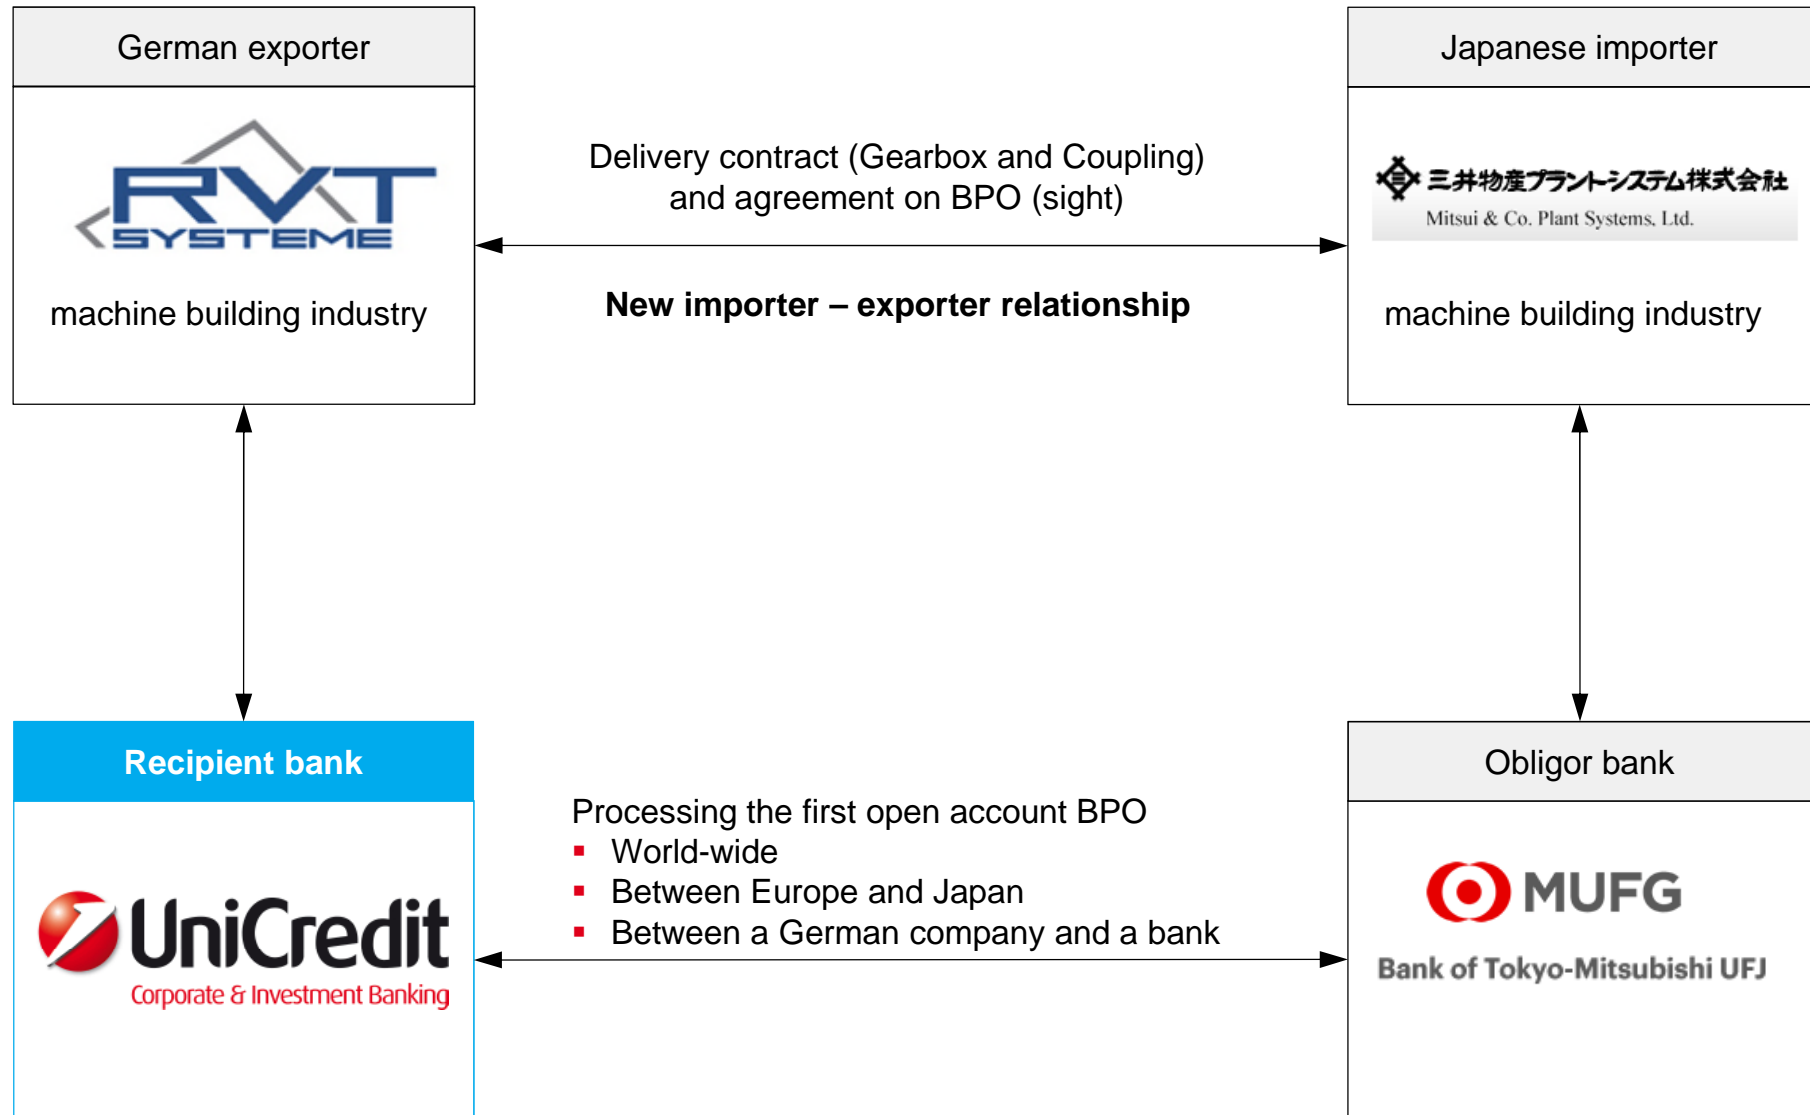 German exporter
RVT
SYSTEME
machine building industry
Delivery contract (Gearbox and Coupling)
and agreement on BPO (sight)
New importer – exporter relationship
Japanese importer
三井物産プラントシステム株式会社
Mitsui & Co. Plant Systems, Ltd.
machine building industry
Recipient bank
UniCredit
Corporate & Investment Banking
Processing the first open account BPO
▪ World-wide
▪ Between Europe and Japan
▪ Between a German company and a bank
Obligor bank
MUFG
Bank of Tokyo-Mitsubishi UFJ